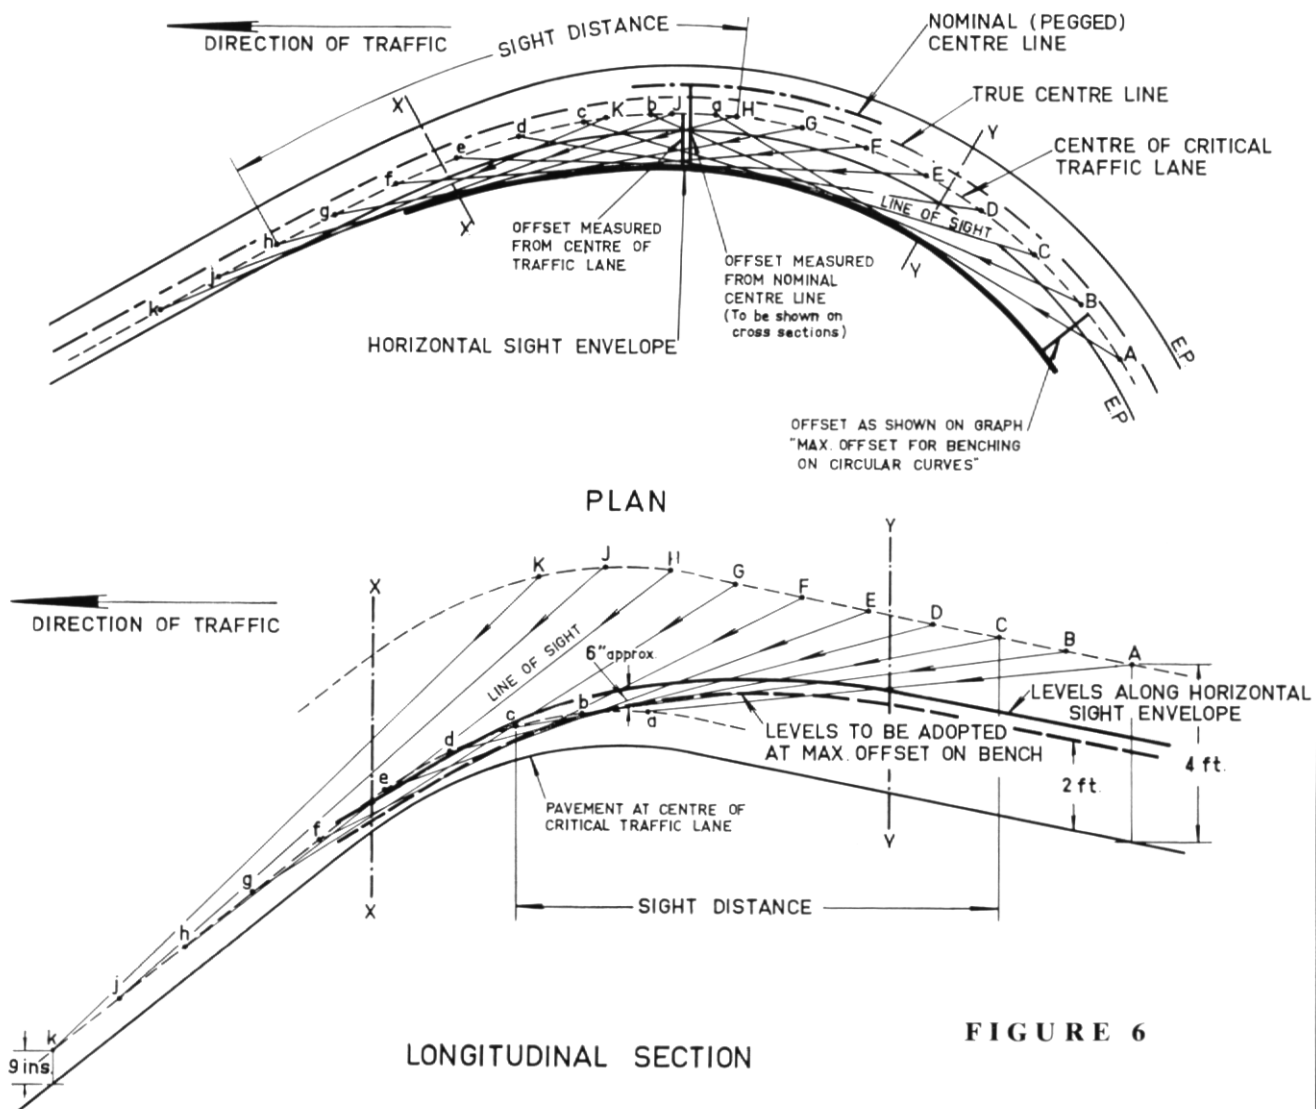 DIRECTION OF TRAFFIC
SIGHT DISTANCE
NOMINAL (PEGGED)
CENTRE LINE
TRUE CENTRE LINE
CENTRE OF CRITICAL
TRAFFIC LANE
X
K
b
J
a
H
c
d
G
Y
e
F
f
E
g
LINE OF SIGHT
D
X
h
C
Y
j
B
k
A
E.P.
E.P.
OFFSET MEASURED
FROM CENTRE OF
TRAFFIC LANE
OFFSET MEASURED
FROM NOMINAL
CENTRE LINE
(To be shown on
cross sections)
HORIZONTAL SIGHT ENVELOPE
OFFSET AS SHOWN ON GRAPH
"MAX. OFFSET FOR BENCHING
ON CIRCULAR CURVES"
PLAN
Y
X
K
J
H
G
F
E
D
C
B
A
DIRECTION OF TRAFFIC
LINE OF SIGHT
6" approx.
LEVELS ALONG HORIZONTAL
SIGHT ENVELOPE
LEVELS TO BE ADOPTED
AT MAX. OFFSET ON BENCH
a
b
c
d
e
f
g
h
j
k
2 ft.
4 ft.
PAVEMENT AT CENTRE OF
CRITICAL TRAFFIC LANE
Y
X
SIGHT DISTANCE
9 ins.
FIGURE 6
LONGITUDINAL SECTION